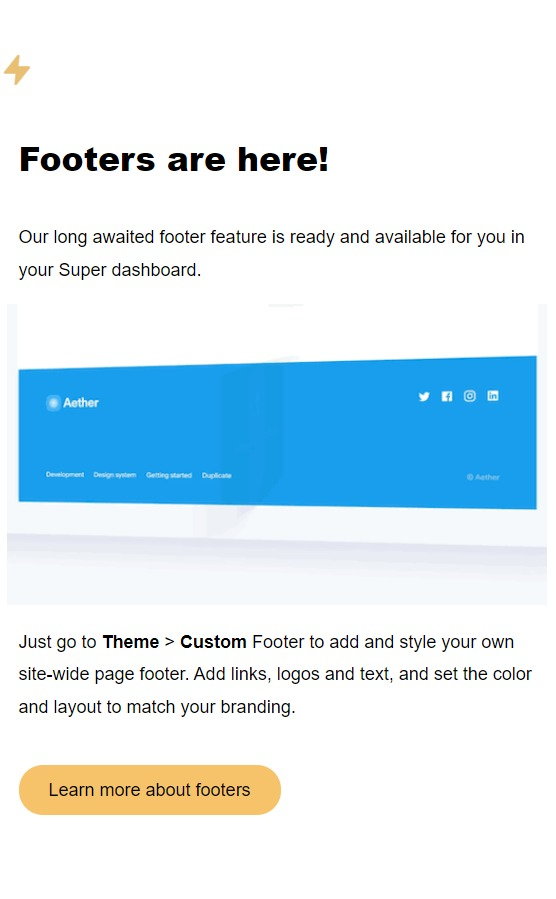 Footers are here!
Our long awaited footer feature is ready and available for you in
your Super dashboard.
Aether
Development Design system Getting started Duplicate
© Aether
Just go to Theme > Custom Footer to add and style your own
site-wide page footer. Add links, logos and text, and set the color
and layout to match your branding.
Learn more about footers